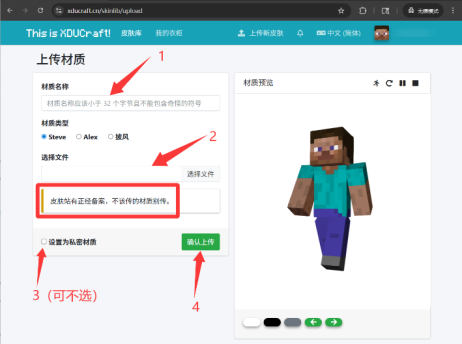 xducraft.cn/skinlib/upload
无痕模式
This is XDUCraft!
皮肤库
我的衣柜
上传新皮肤
中文 (简体)
上传材质
1
材质名称
材质名称应该小于 32 个字节且不能包含奇怪的符号
材质类型
Steve
Alex
披风
2
选择文件
选择文件
皮肤站有正经备案，不该传的材质别传。
设置为私密材质
确认上传
3（可不选）
4
材质预览